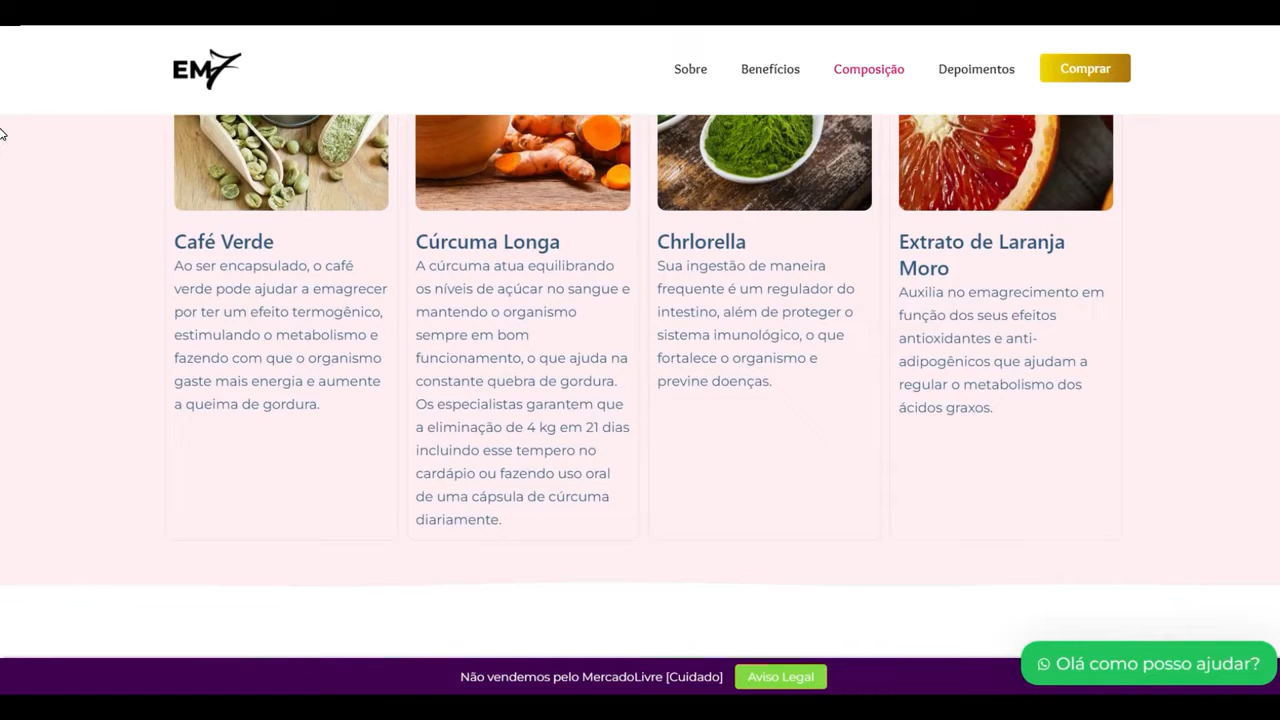 EM7
Sobre
Benefícios
Composição
Depoimentos
Comprar
Café Verde
Ao ser encapsulado, o café
verde pode ajudar a emagrecer
por ter um efeito termogênico,
estimulando o metabolismo e
fazendo com que o organismo
gaste mais energia e aumente
a queima de gordura.
Cúrcuma Longa
A cúrcuma atua equilibrando
os níveis de açúcar no sangue e
mantendo o organismo
sempre em bom
funcionamento, o que ajuda na
constante quebra de gordura.
Os especialistas garantem que
a eliminação de 4 kg em 21 dias
incluindo esse tempero no
cardápio ou fazendo uso oral
de uma cápsula de cúrcuma
diariamente.
Chrlorella
Sua ingestão de maneira
frequente é um regulador do
intestino, além de proteger o
sistema imunológico, o que
fortalece o organismo e
previne doenças.
Extrato de Laranja
Moro
Auxilia no emagrecimento em
função dos seus efeitos
antioxidantes e anti-
adipogênicos que ajudam a
regular o metabolismo dos
ácidos graxos.
Olá como posso ajudar?
Não vendemos pelo MercadoLivre [Cuidado]
Aviso Legal